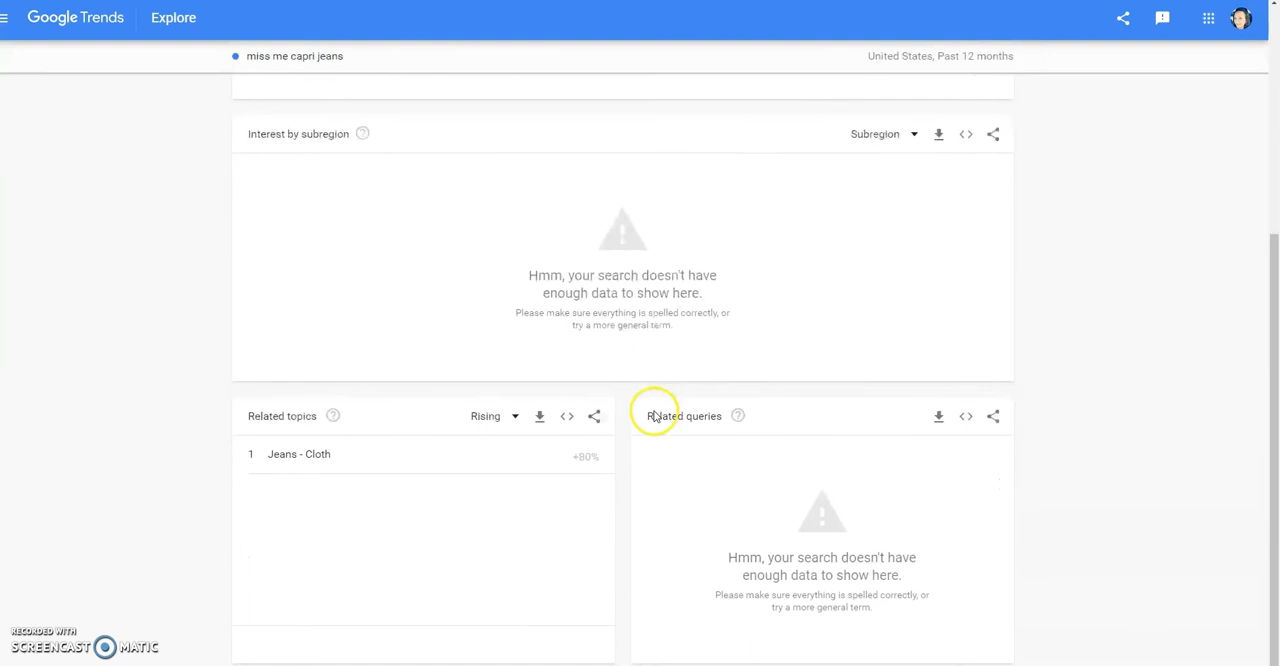 Google Trends Explore
miss me capri jeans United States, Past 12 months
Interest by subregion Subregion
Hmm, your search doesn't have
enough data to show here.
Please make sure everything is spelled correctly, or
try a more general term.
Related topics Rising
1 Jeans - Cloth +80%
Related queries
Hmm, your search doesn't have
enough data to show here.
Please make sure everything is spelled correctly, or
try a more general term.
RECORDED WITH
SCREENCAST MATIC